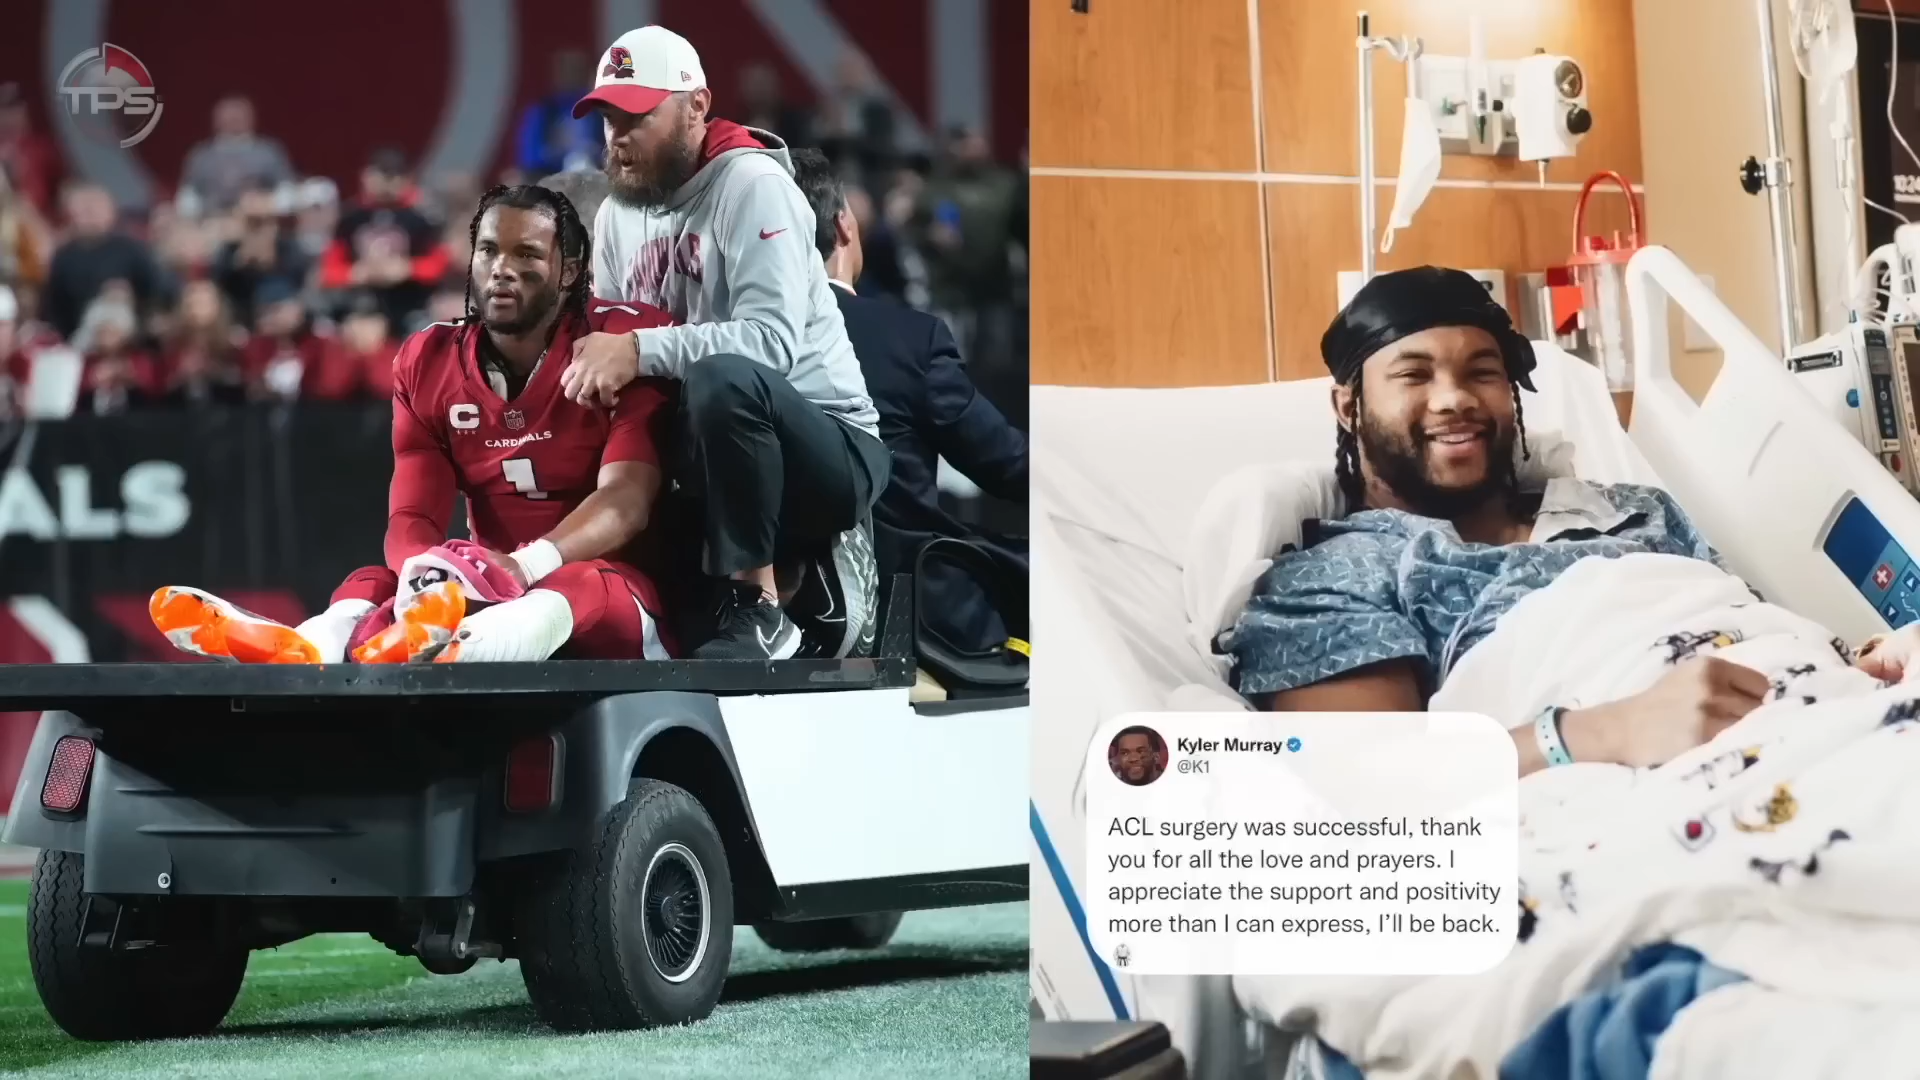 TPS
ALS
C
CARDINALS
1
Kyler Murray
@K1
ACL surgery was successful, thank
you for all the love and prayers. I
appreciate the support and positivity
more than I can express, I'll be back.